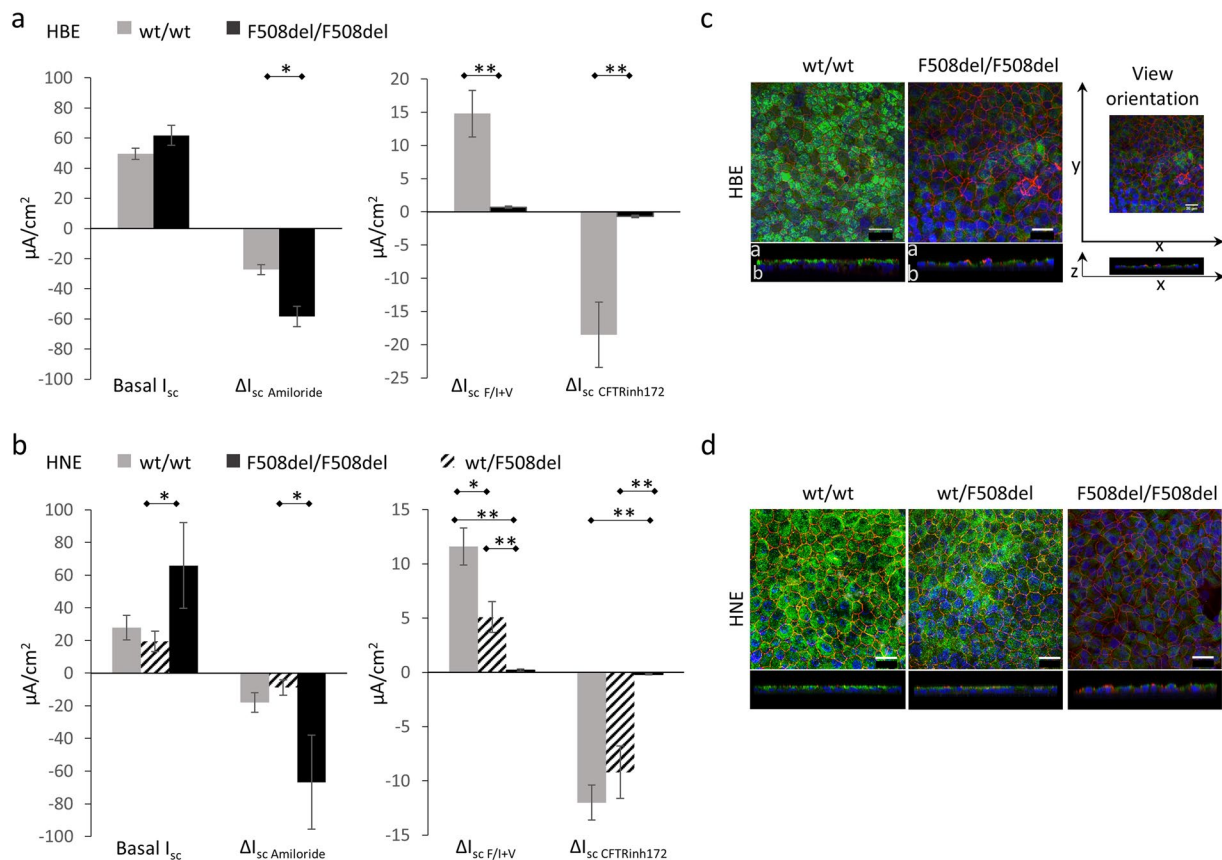 a
HBE wt/wt F508del/F508del
* ** **
100
80
60
40
20
0
-20
-40
-60
-80
-100
µA/cm²
Basal Isc ΔIsc Amiloride
20
15
10
5
0
-5
-10
-15
-20
-25
µA/cm²
ΔIsc F/I+V ΔIsc CFTRinh172
b
HNE wt/wt F508del/F508del wt/F508del
* *
100
80
60
40
20
0
-20
-40
-60
-80
-100
µA/cm²
Basal Isc ΔIsc Amiloride
* **
** **
**
15
10
5
0
-5
-10
-15
µA/cm²
ΔIsc F/I+V ΔIsc CFTRinh172
c
wt/wt F508del/F508del
HBE
a a
b b
View
orientation
y
x
z
x
d
wt/wt wt/F508del F508del/F508del
HNE